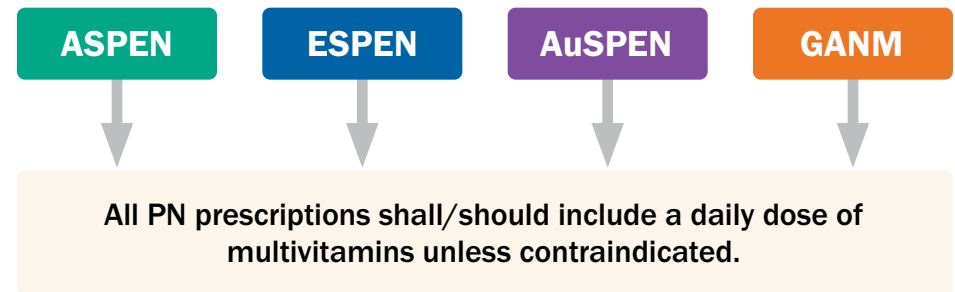 ASPEN
ESPEN
AuSPEN
GANM
All PN prescriptions shall/should include a daily dose of
multivitamins unless contraindicated.